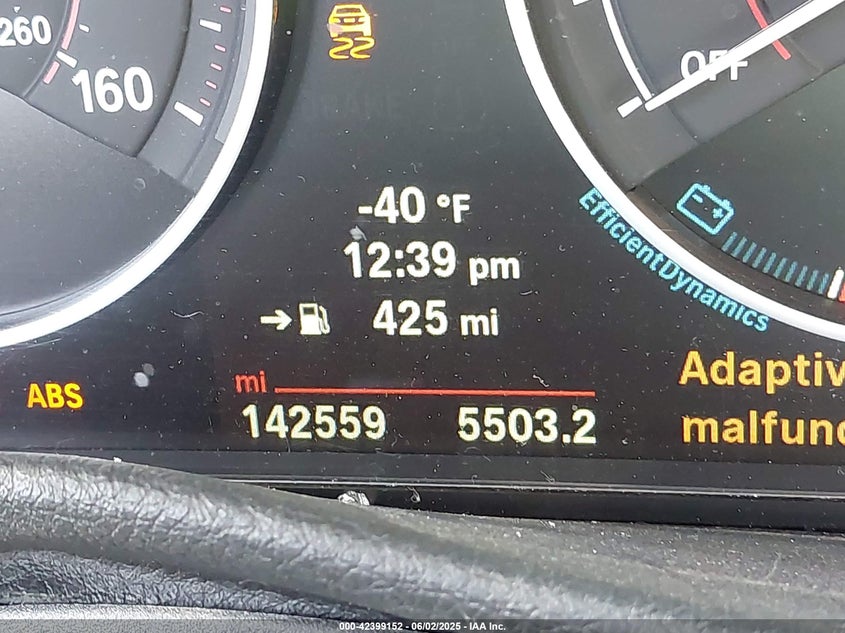 260
160
OFF
-40 °F
12:39 pm
→ 425 mi
EfficientDynamics
ABS
mi
142559 5503.2
Adaptiv
malfunc
000-42399152 - 06/02/2025 - IAA Inc.